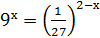 9ˣ = (1/27)²⁻ˣ